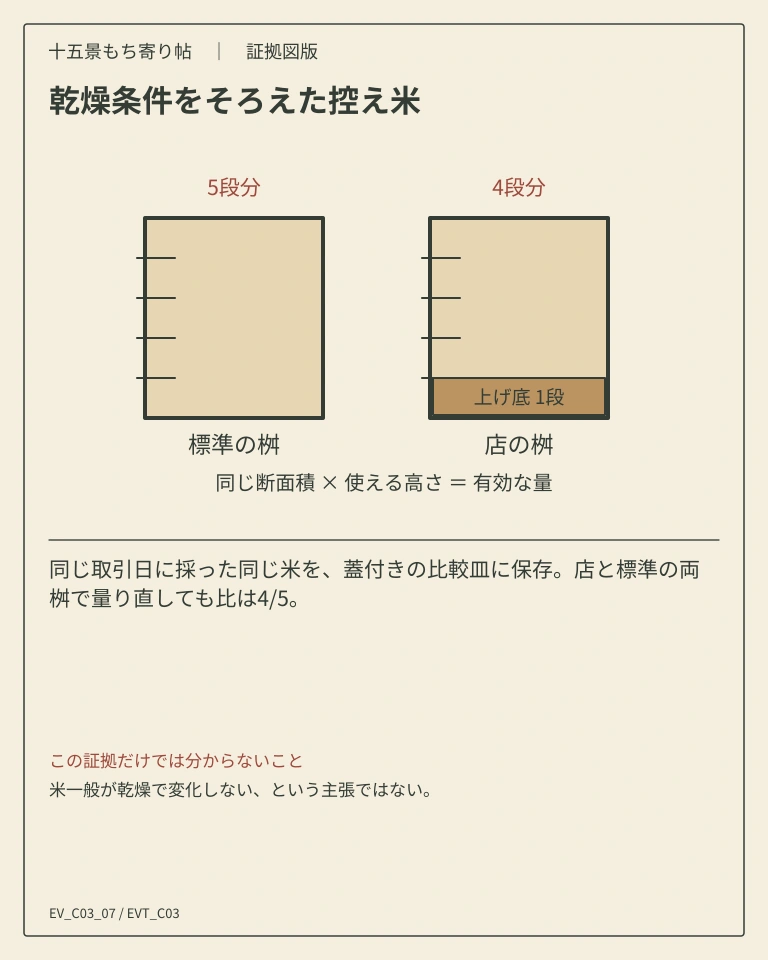 十五景もち寄り帖 ｜ 証拠図版
乾燥条件をそろえた控え米
5段分
4段分
上げ底 1段
標準の桝
店の桝
同じ断面積 × 使える高さ ＝ 有効な量
同じ取引日に採った同じ米を、蓋付きの比較皿に保存。店と標準の両
桝で量り直しても比は4/5。
この証拠だけでは分からないこと
米一般が乾燥で変化しない、という主張ではない。
EV_C03_07 / EVT_C03